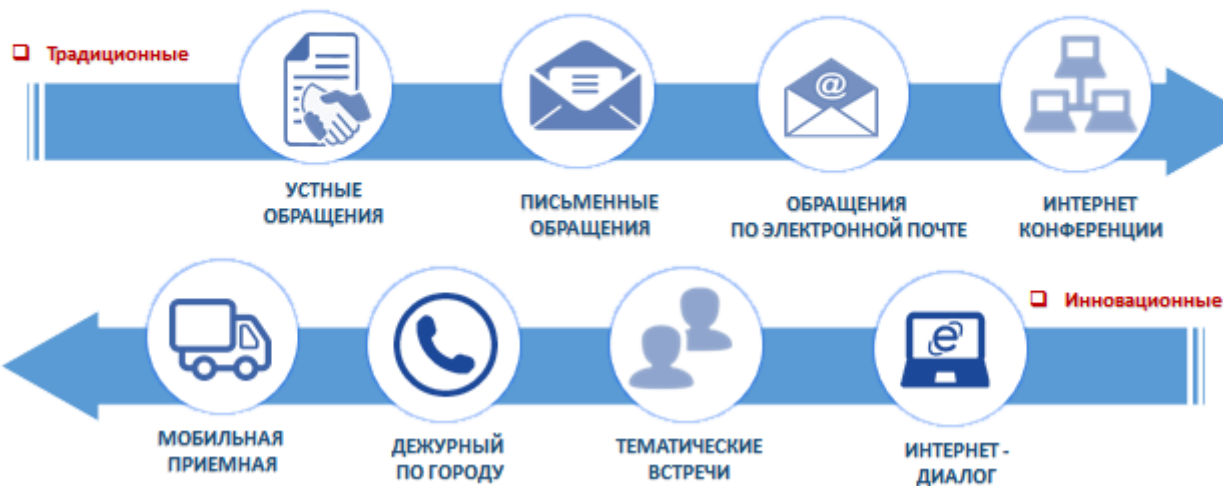 Традиционные
УСТНЫЕ
ОБРАЩЕНИЯ
ПИСЬМЕННЫЕ
ОБРАЩЕНИЯ
@
ОБРАЩЕНИЯ
ПО ЭЛЕКТРОННОЙ ПОЧТЕ
ИНТЕРНЕТ
КОНФЕРЕНЦИИ
Инновационные
МОБИЛЬНАЯ
ПРИЕМНАЯ
ДЕЖУРНЫЙ
ПО ГОРОДУ
ТЕМАТИЧЕСКИЕ
ВСТРЕЧИ
e
ИНТЕРНЕТ -
ДИАЛОГ